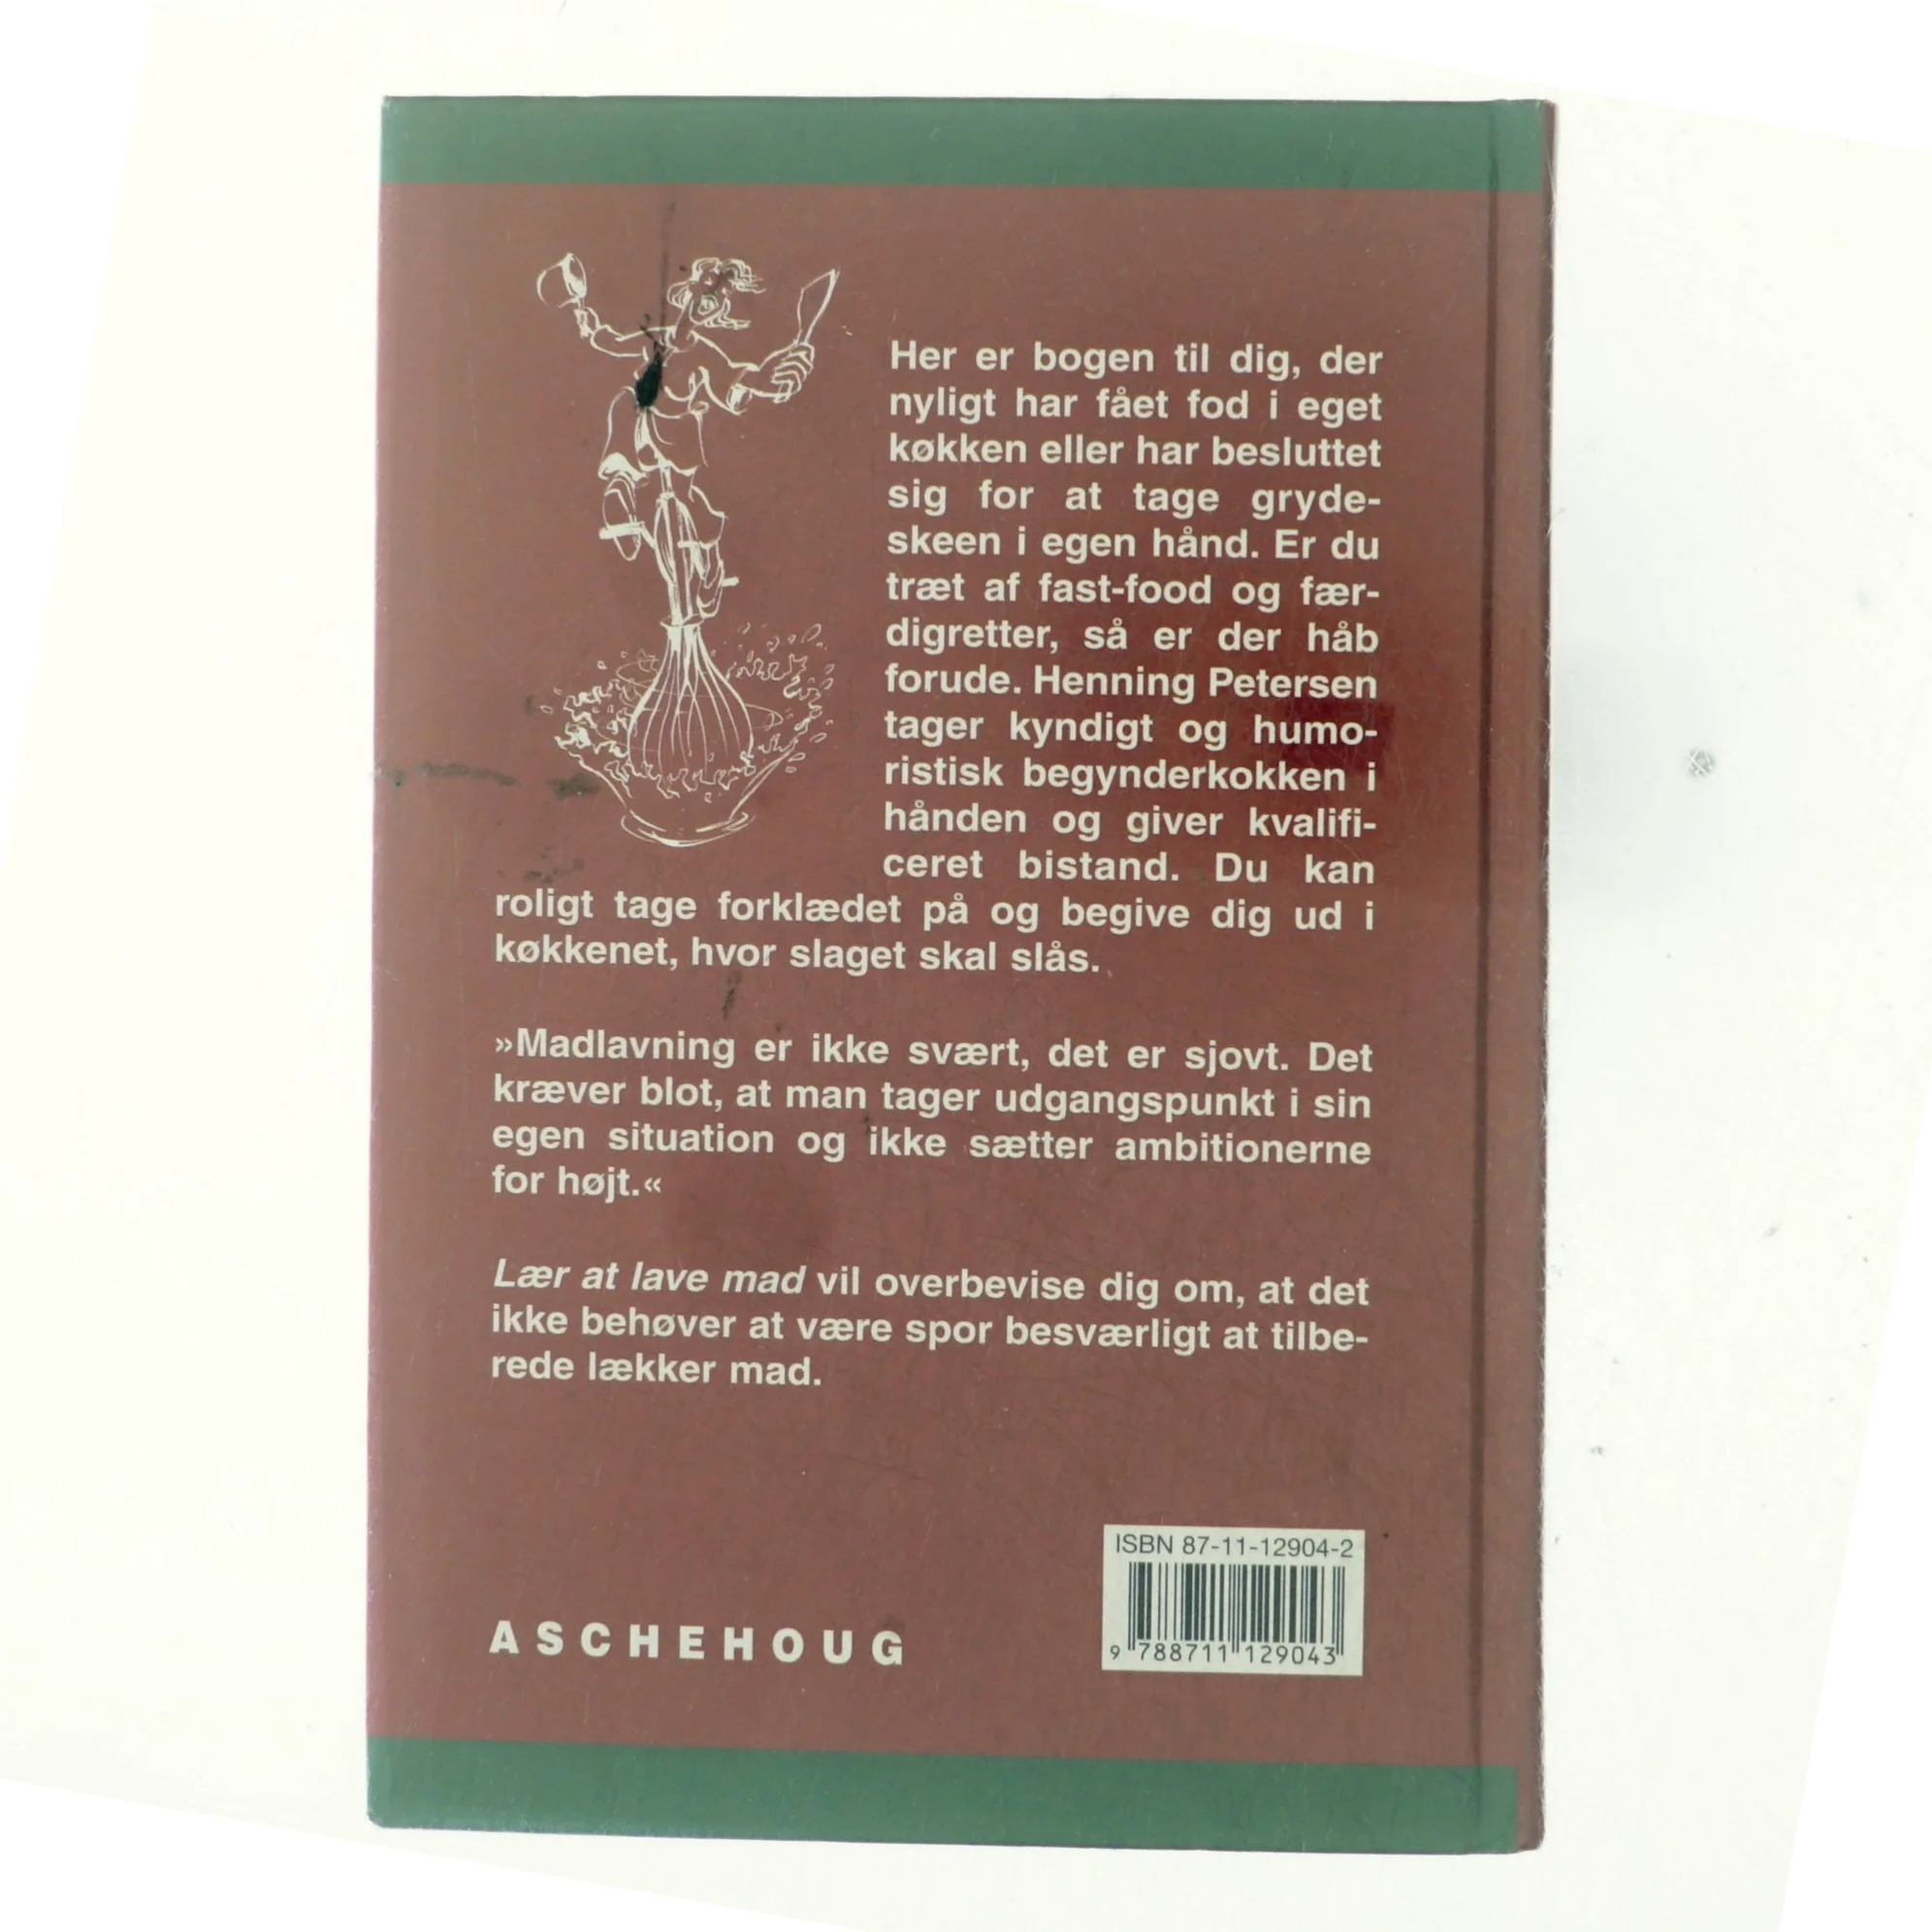 Her er bogen til dig, der
nyligt har fået fod i eget
køkken eller har besluttet
sig for at tage gryde-
skeen i egen hånd. Er du
træt af fast-food og fær-
digretter, så er der håb
forude. Henning Petersen
tager kyndigt og humo-
ristisk begynderkokken i
hånden og giver kvalifi-
ceret bistand. Du kan
roligt tage forklædet på og begive dig ud i
køkkenet, hvor slaget skal slås.
»Madlavning er ikke svært, det er sjovt. Det
kræver blot, at man tager udgangspunkt i sin
egen situation og ikke sætter ambitionerne
for højt.«
Lær at lave mad vil overbevise dig om, at det
ikke behøver at være spor besværligt at tilbe-
rede lækker mad.
ISBN 87-11-12904-2
9 788711 129043
ASCHEHOUG